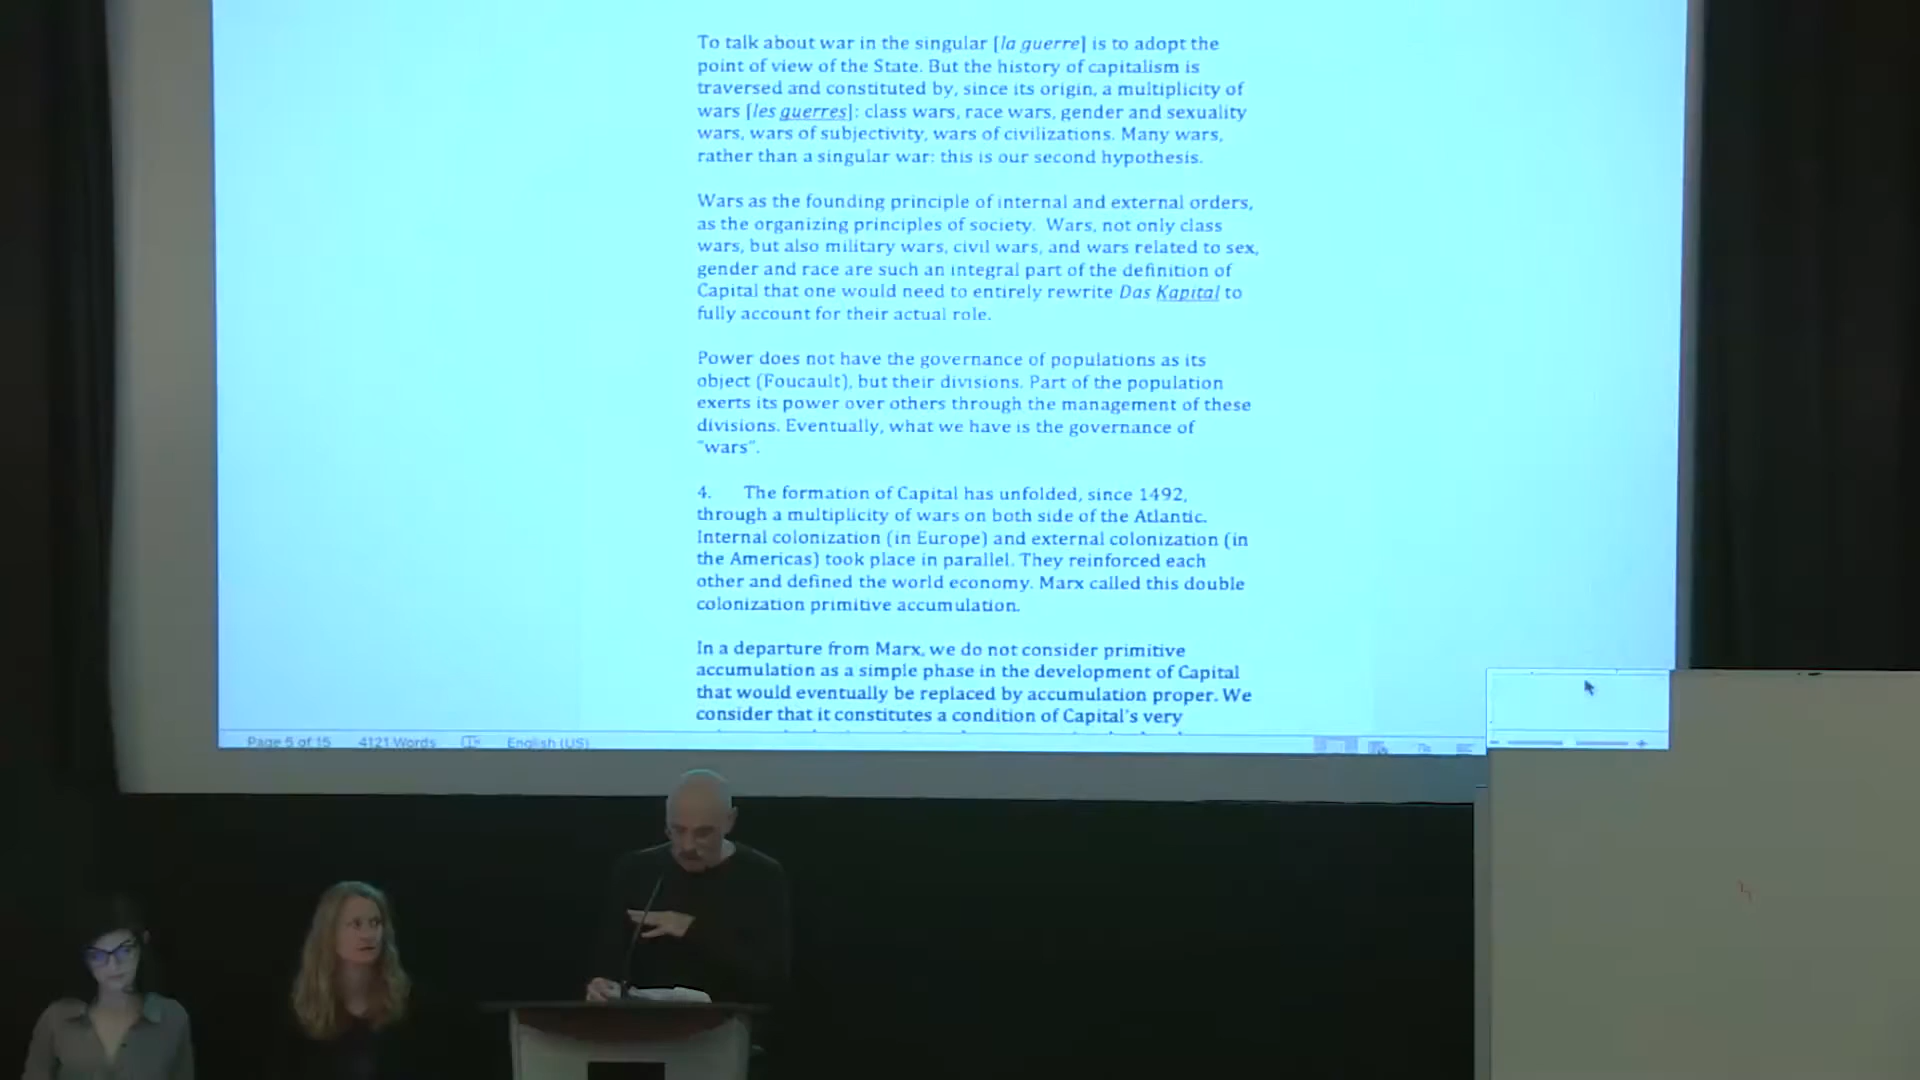 To talk about war in the singular [la guerre] is to adopt the
point of view of the State. But the history of capitalism is
traversed and constituted by, since its origin, a multiplicity of
wars [les guerres]: class wars, race wars, gender and sexuality
wars, wars of subjectivity, wars of civilizations. Many wars,
rather than a singular war: this is our second hypothesis.
Wars as the founding principle of internal and external orders,
as the organizing principles of society. Wars, not only class
wars, but also military wars, civil wars, and wars related to sex,
gender and race are such an integral part of the definition of
Capital that one would need to entirely rewrite Das Kapital to
fully account for their actual role.
Power does not have the governance of populations as its
object (Foucault), but their divisions. Part of the population
exerts its power over others through the management of these
divisions. Eventually, what we have is the governance of
"wars".
4. The formation of Capital has unfolded, since 1492,
through a multiplicity of wars on both side of the Atlantic.
Internal colonization (in Europe) and external colonization (in
the Americas) took place in parallel. They reinforced each
other and defined the world economy. Marx called this double
colonization primitive accumulation.
In a departure from Marx, we do not consider primitive
accumulation as a simple phase in the development of Capital
that would eventually be replaced by accumulation proper. We
consider that it constitutes a condition of Capital's very
Page 5 of 15 4121 Words English (US)